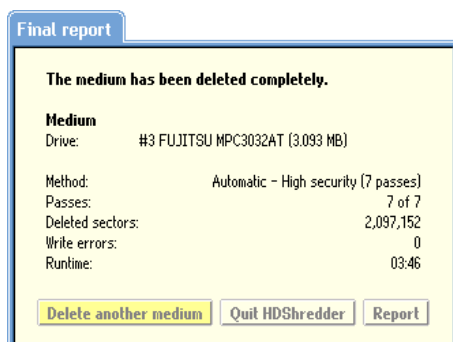 Final report
The medium has been deleted completely.
Medium
Drive: #3 FUJITSU MPC3032AT (3.093 MB)
Method: Automatic - High security (7 passes)
Passes: 7 of 7
Deleted sectors: 2,097,152
Write errors: 0
Runtime: 03:46
Delete another medium Quit HDShredder Report